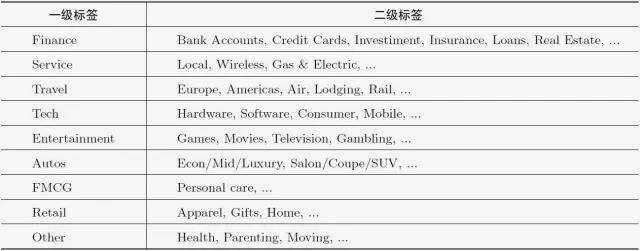 一级标签 二级标签
Finance Bank Accounts, Credit Cards, Investiment, Insurance, Loans, Real Estate, ...
Service Local, Wireless, Gas & Electric, ...
Travel Europe, Americas, Air, Lodging, Rail, ...
Tech Hardware, Software, Consumer, Mobile, ...
Entertainment Games, Movies, Television, Gambling, ...
Autos Econ/Mid/Luxury, Salon/Coupe/SUV, ...
FMCG Personal care, ...
Retail Apparel, Gifts, Home, ...
Other Health, Parenting, Moving, ...